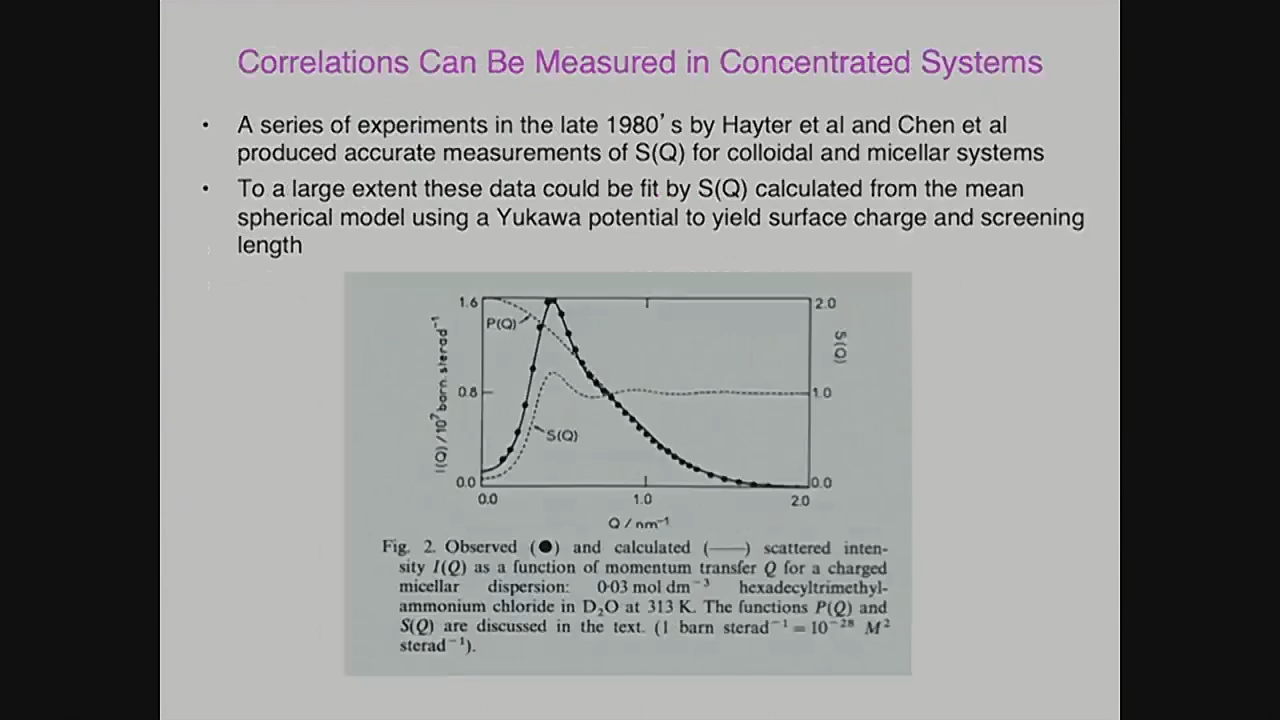 Correlations Can Be Measured in Concentrated Systems
• A series of experiments in the late 1980's by Hayter et al and Chen et al
produced accurate measurements of S(Q) for colloidal and micellar systems
• To a large extent these data could be fit by S(Q) calculated from the mean
spherical model using a Yukawa potential to yield surface charge and screening
length
1.6
2.0
P(Q)
I(Q)/10⁷ barn. sterad⁻¹
S(Q)
0.8
1.0
S(Q)
0.0
0.0
0.0
1.0
2.0
Q / nm⁻¹
Fig. 2. Observed (●) and calculated (——) scattered inten-
sity I(Q) as a function of momentum transfer Q for a charged
micellar dispersion: 0·03 mol dm⁻³ hexadecyltrimethyl-
ammonium chloride in D₂O at 313 K. The functions P(Q) and
S(Q) are discussed in the text. (1 barn sterad⁻¹ = 10⁻²⁸ M²
sterad⁻¹).